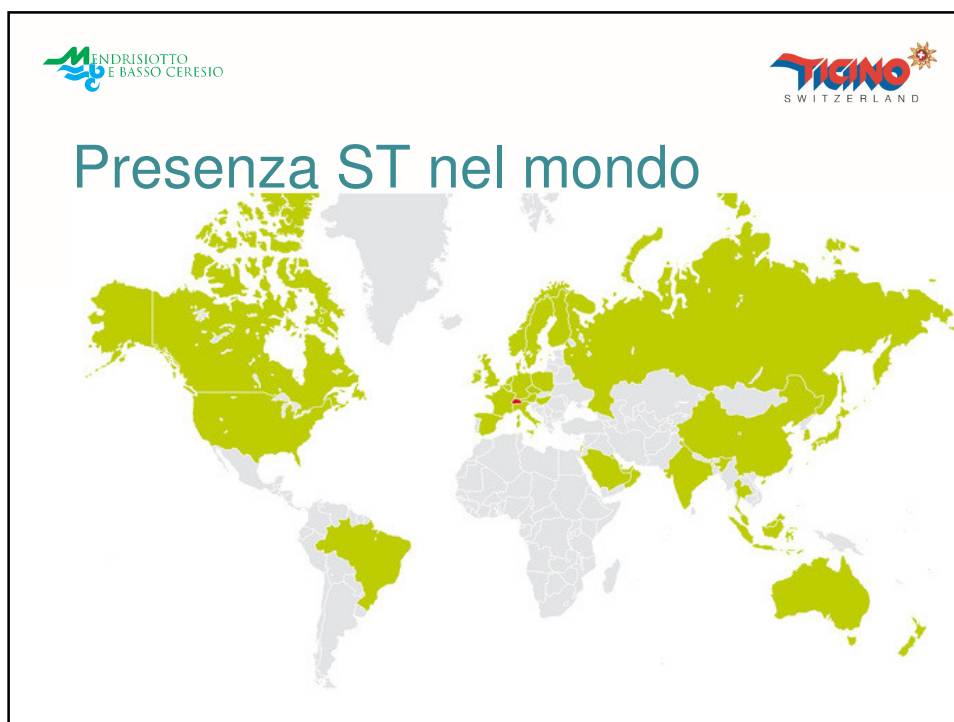 MENDRISIOTTO
E BASSO CERESIO
TICINO
SWITZERLAND
Presenza ST nel mondo